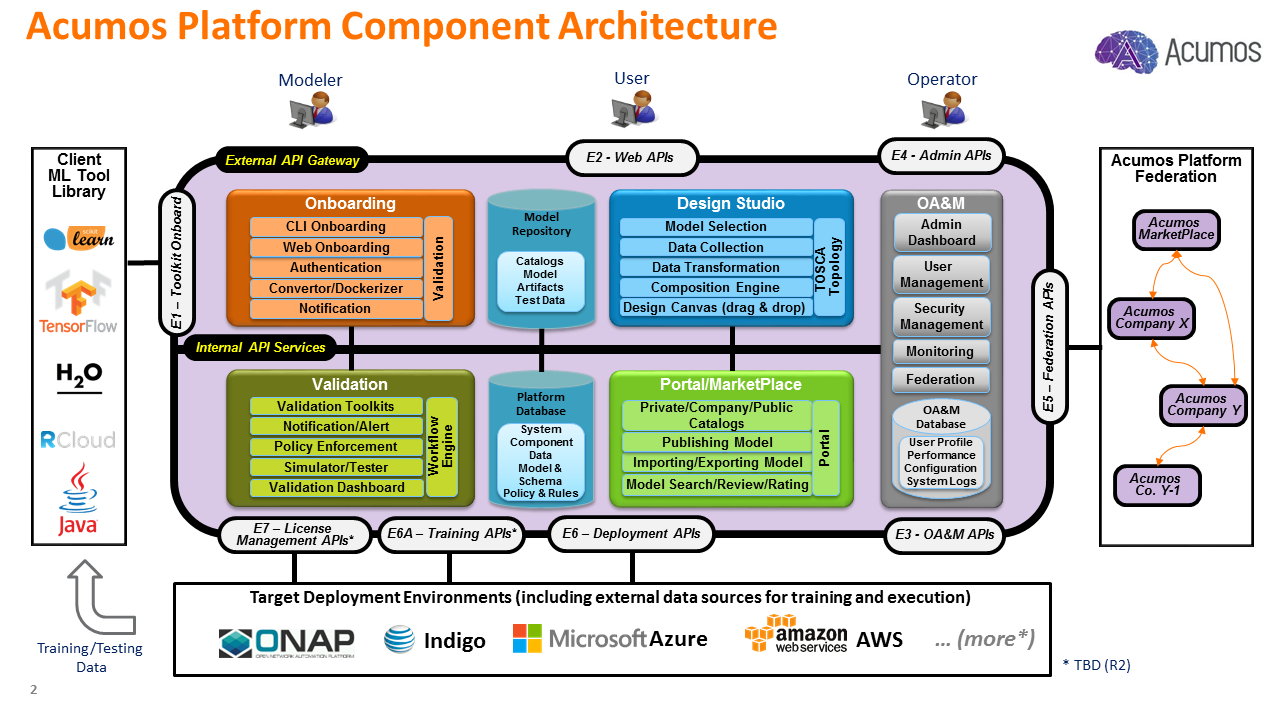 Acumos Platform Component Architecture
Acumos
Modeler
User
Operator
Client
ML Tool
Library
learn
TensorFlow
H2O
RCloud
Java
Training/Testing
Data
External API Gateway
E2 - Web APIs
E4 - Admin APIs
E1 – Toolkit Onboard
Onboarding
CLI Onboarding
Web Onboarding
Authentication
Convertor/Dockerizer
Notification
Validation
Model
Repository
Catalogs
Model
Artifacts
Test Data
Design Studio
Model Selection
Data Collection
Data Transformation
Composition Engine
Design Canvas (drag & drop)
TOSCA
Topology
OA&M
Admin
Dashboard
User
Management
Security
Management
Monitoring
Federation
OA&M
Database
User Profile
Performance
Configuration
System Logs
Internal API Services
Validation
Validation Toolkits
Notification/Alert
Policy Enforcement
Simulator/Tester
Validation Dashboard
Workflow
Engine
Platform
Database
System
Component
Data
Model &
Schema
Policy & Rules
Portal/MarketPlace
Private/Company/Public
Catalogs
Publishing Model
Importing/Exporting Model
Model Search/Review/Rating
Portal
E5 – Federation APIs
Acumos Platform
Federation
Acumos
MarketPlace
Acumos
Company X
Acumos
Company Y
Acumos
Co. Y-1
E7 – License
Management APIs*
E6A – Training APIs*
E6 – Deployment APIs
E3 - OA&M APIs
Target Deployment Environments (including external data sources for training and execution)
ONAP
OPEN NETWORK AUTOMATION PLATFORM
Indigo
Microsoft Azure
amazon
web services
AWS
... (more*)
* TBD (R2)
2